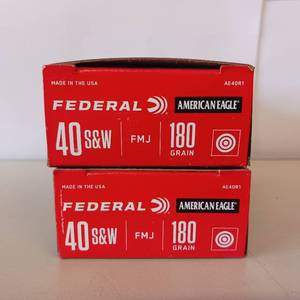 MADE IN THE USA AE40R1
FEDERAL AMERICAN EAGLE
40 S&W FMJ 180 GRAIN
MADE IN THE USA AE40R1
FEDERAL AMERICAN EAGLE
40 S&W FMJ 180 GRAIN